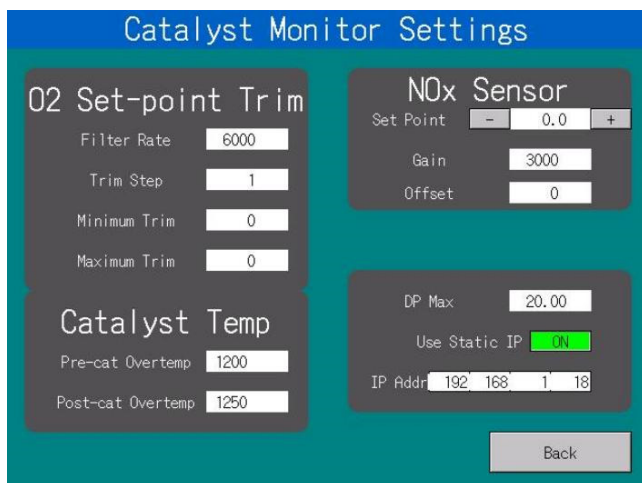 Catalyst Monitor Settings
O2 Set-point Trim
Filter Rate 6000
Trim Step 1
Minimum Trim 0
Maximum Trim 0
Catalyst Temp
Pre-cat Overtemp 1200
Post-cat Overtemp 1250
NOx Sensor
Set Point - 0.0 +
Gain 3000
Offset 0
DP Max 20.00
Use Static IP ON
IP Addr 192 168 1 18
Back